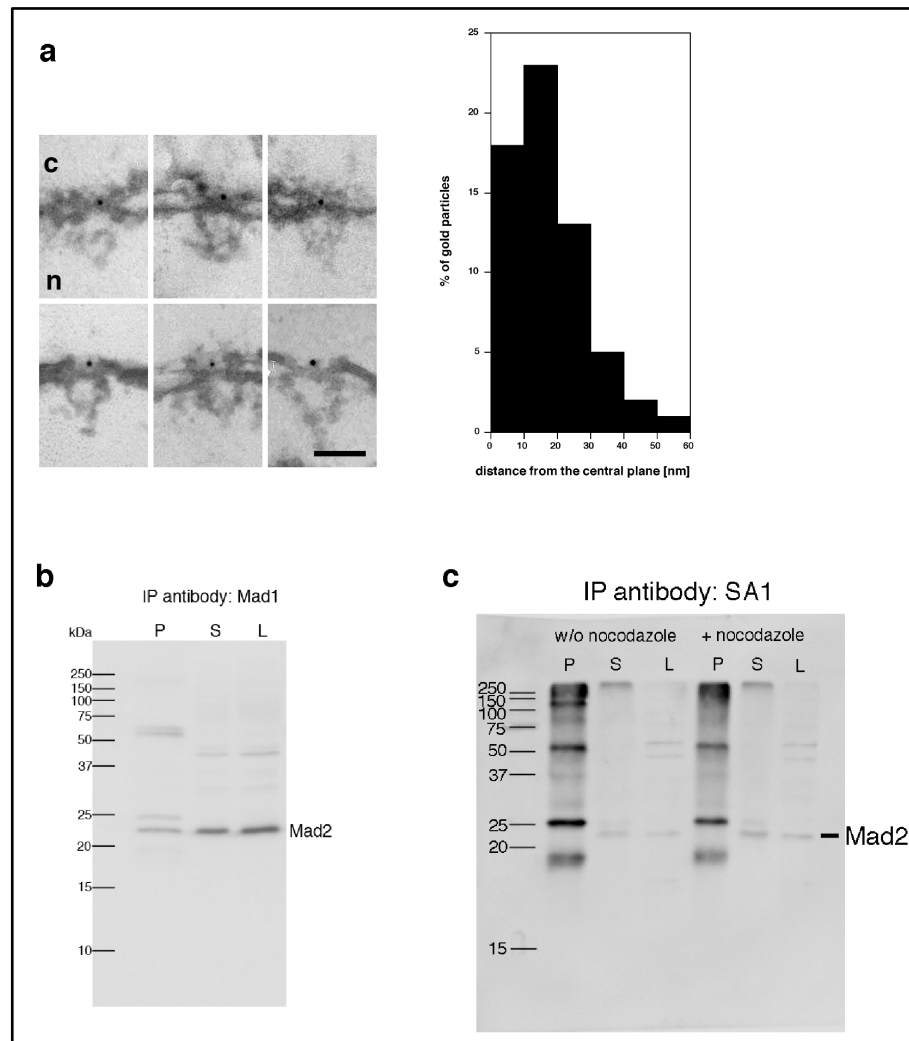 a
c
n
25
20
15
10
5
0
% of gold particles
0 10 20 30 40 50 60
distance from the central plane [nm]
b
IP antibody: Mad1
kDa P S L
250
150
100
75
50
37
25
20
15
10
Mad2
c
IP antibody: SA1
w/o nocodazole + nocodazole
P S L P S L
250
150
100
75
50
37
25
20
15
Mad2